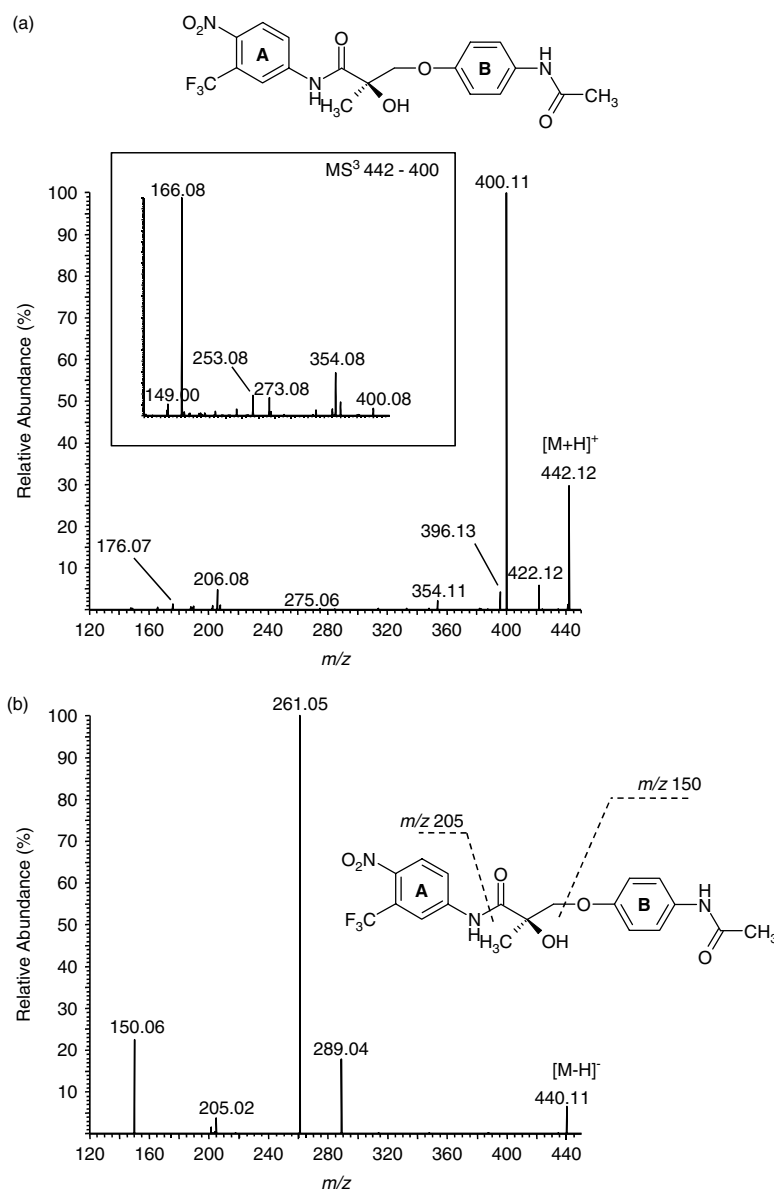 (a)
O₂N
A
F₃C
N
H
O
H₃C
OH
O
B
H
N
O
CH₃
MS³ 442 - 400
166.08
149.00
253.08
273.08
354.08
400.08
400.11
[M+H]⁺
442.12
396.13
422.12
354.11
176.07
206.08
275.06
Relative Abundance (%)
100
90
80
70
60
50
40
30
20
10
120 160 200 240 280 320 360 400 440
m/z
(b)
261.05
150.06
205.02
289.04
[M-H]⁻
440.11
m/z 205
m/z 150
O₂N
A
F₃C
N
H
O
H₃C
OH
O
B
H
N
O
CH₃
Relative Abundance (%)
100
90
80
70
60
50
40
30
20
10
120 160 200 240 280 320 360 400 440
m/z